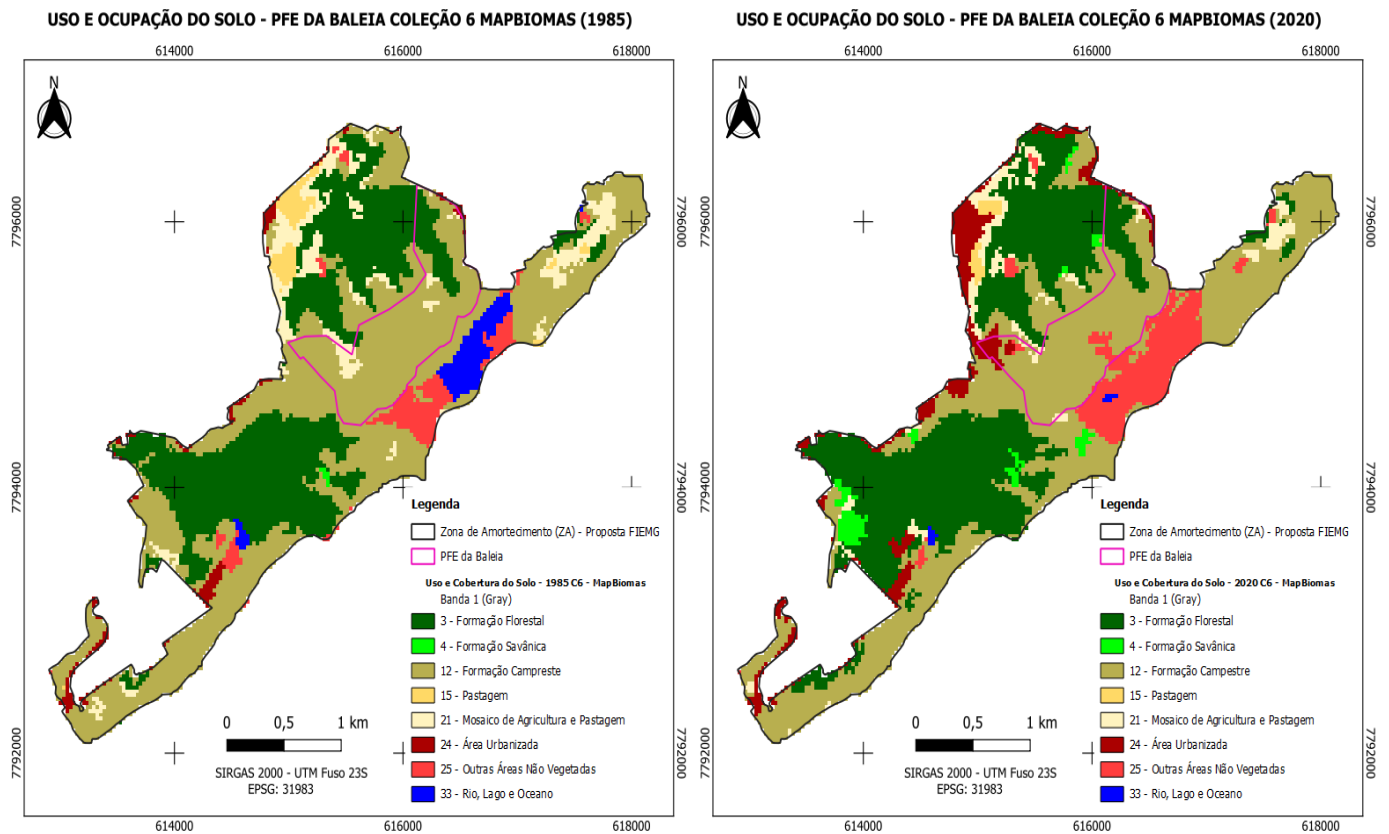 USO E OCUPAÇÃO DO SOLO - PFE DA BALEIA COLEÇÃO 6 MAPBIOMAS (1985)
614000
616000
618000
N
7796000
7796000
7794000
7794000
7792000
7792000
Legenda
Zona de Amortecimento (ZA) - Proposta FIEMG
PFE da Baleia
Uso e Cobertura do Solo - 1985 C6 - MapBiomas
Banda 1 (Gray)
3 - Formação Florestal
4 - Formação Savânica
12 - Formação Campreste
15 - Pastagem
21 - Mosaico de Agricultura e Pastagem
24 - Área Urbanizada
25 - Outras Áreas Não Vegetadas
33 - Rio, Lago e Oceano
0 0,5 1 km
SIRGAS 2000 - UTM Fuso 23S
EPSG: 31983
614000
616000
618000
USO E OCUPAÇÃO DO SOLO - PFE DA BALEIA COLEÇÃO 6 MAPBIOMAS (2020)
614000
616000
618000
N
7796000
7796000
7794000
7794000
7792000
7792000
Legenda
Zona de Amortecimento (ZA) - Proposta FIEMG
PFE da Baleia
Uso e Cobertura do Solo - 2020 C6 - MapBiomas
Banda 1 (Gray)
3 - Formação Florestal
4 - Formação Savânica
12 - Formação Campestre
15 - Pastagem
21 - Mosaico de Agricultura e Pastagem
24 - Área Urbanizada
25 - Outras Áreas Não Vegetadas
33 - Rio, Lago e Oceano
0 0,5 1 km
SIRGAS 2000 - UTM Fuso 23S
EPSG: 31983
614000
616000
618000